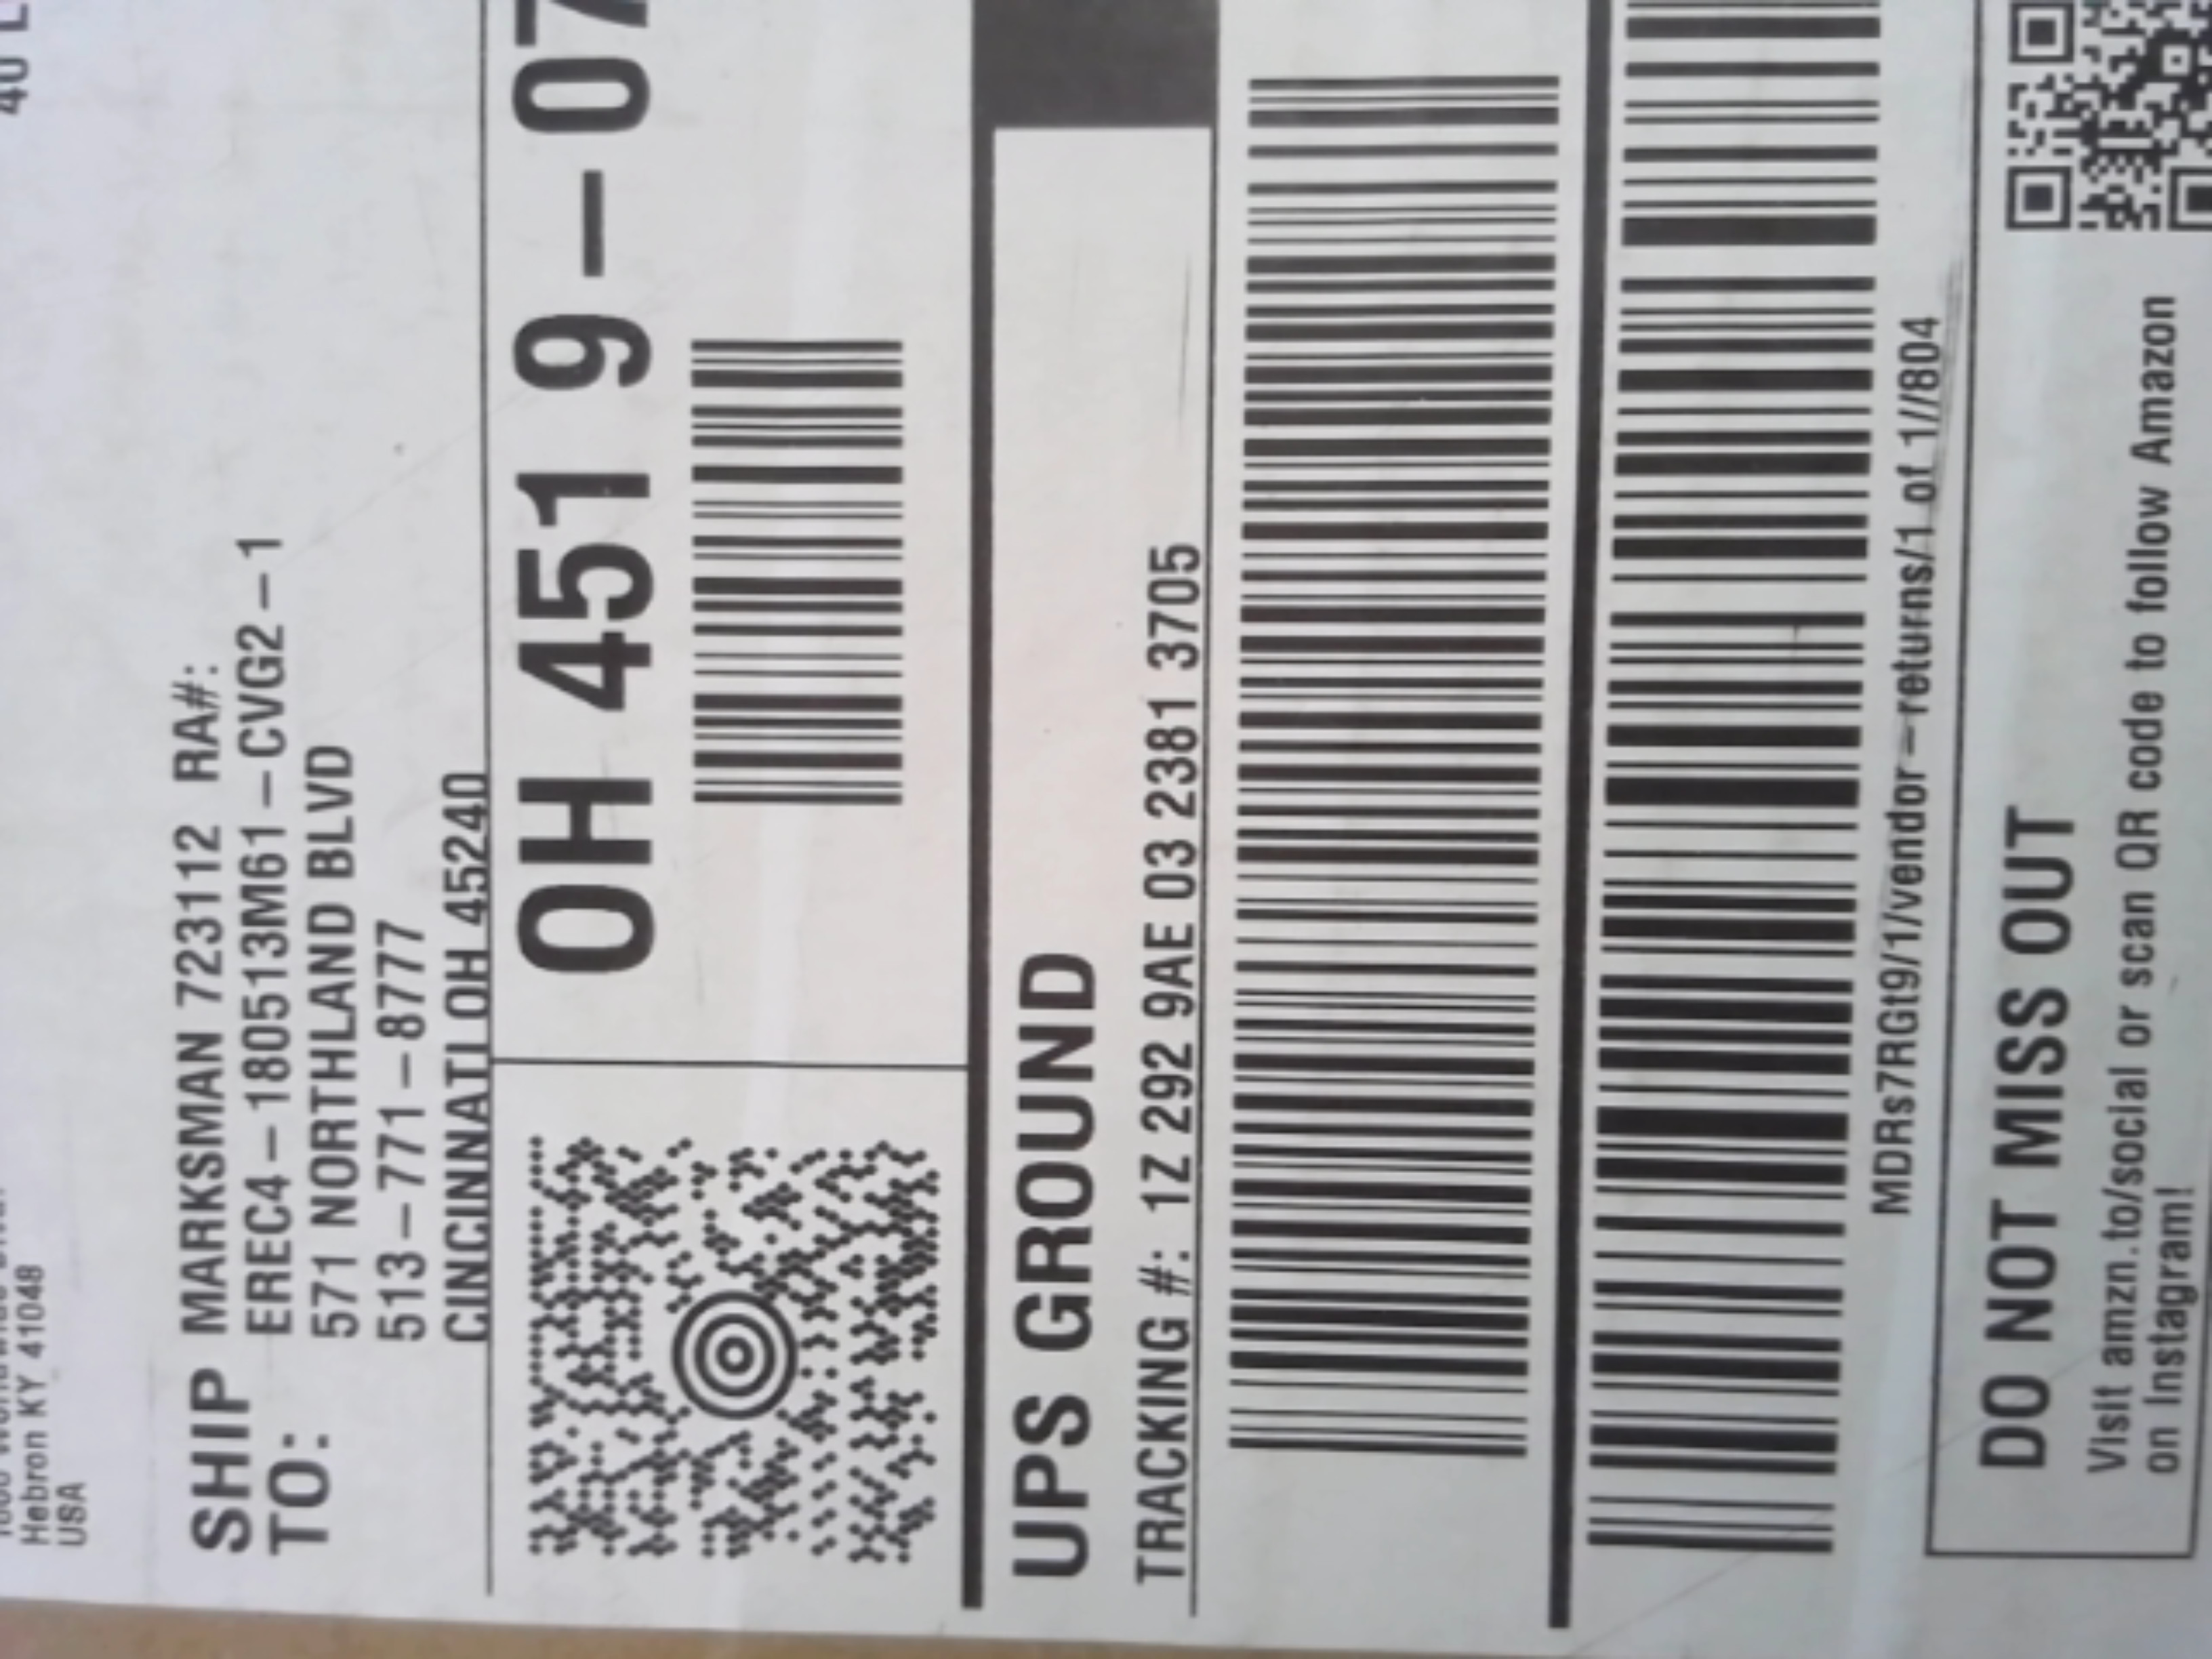 40 L
Hebron KY 41048
USA
SHIP TO:
MARKSMAN 723112 RA#:
EREC4-180513M61-CVG2-1
571 NORTHLAND BLVD
513-771-8777
CINCINNATI OH 45240
OH 451 9-07
UPS GROUND
TRACKING #: 1Z 292 9AE 03 2381 3705
MDRs7RGt9/1/vendor-returns/1 of 1//804
DO NOT MISS OUT
Visit amzn.to/social or scan QR code to follow Amazon
on Instagram!